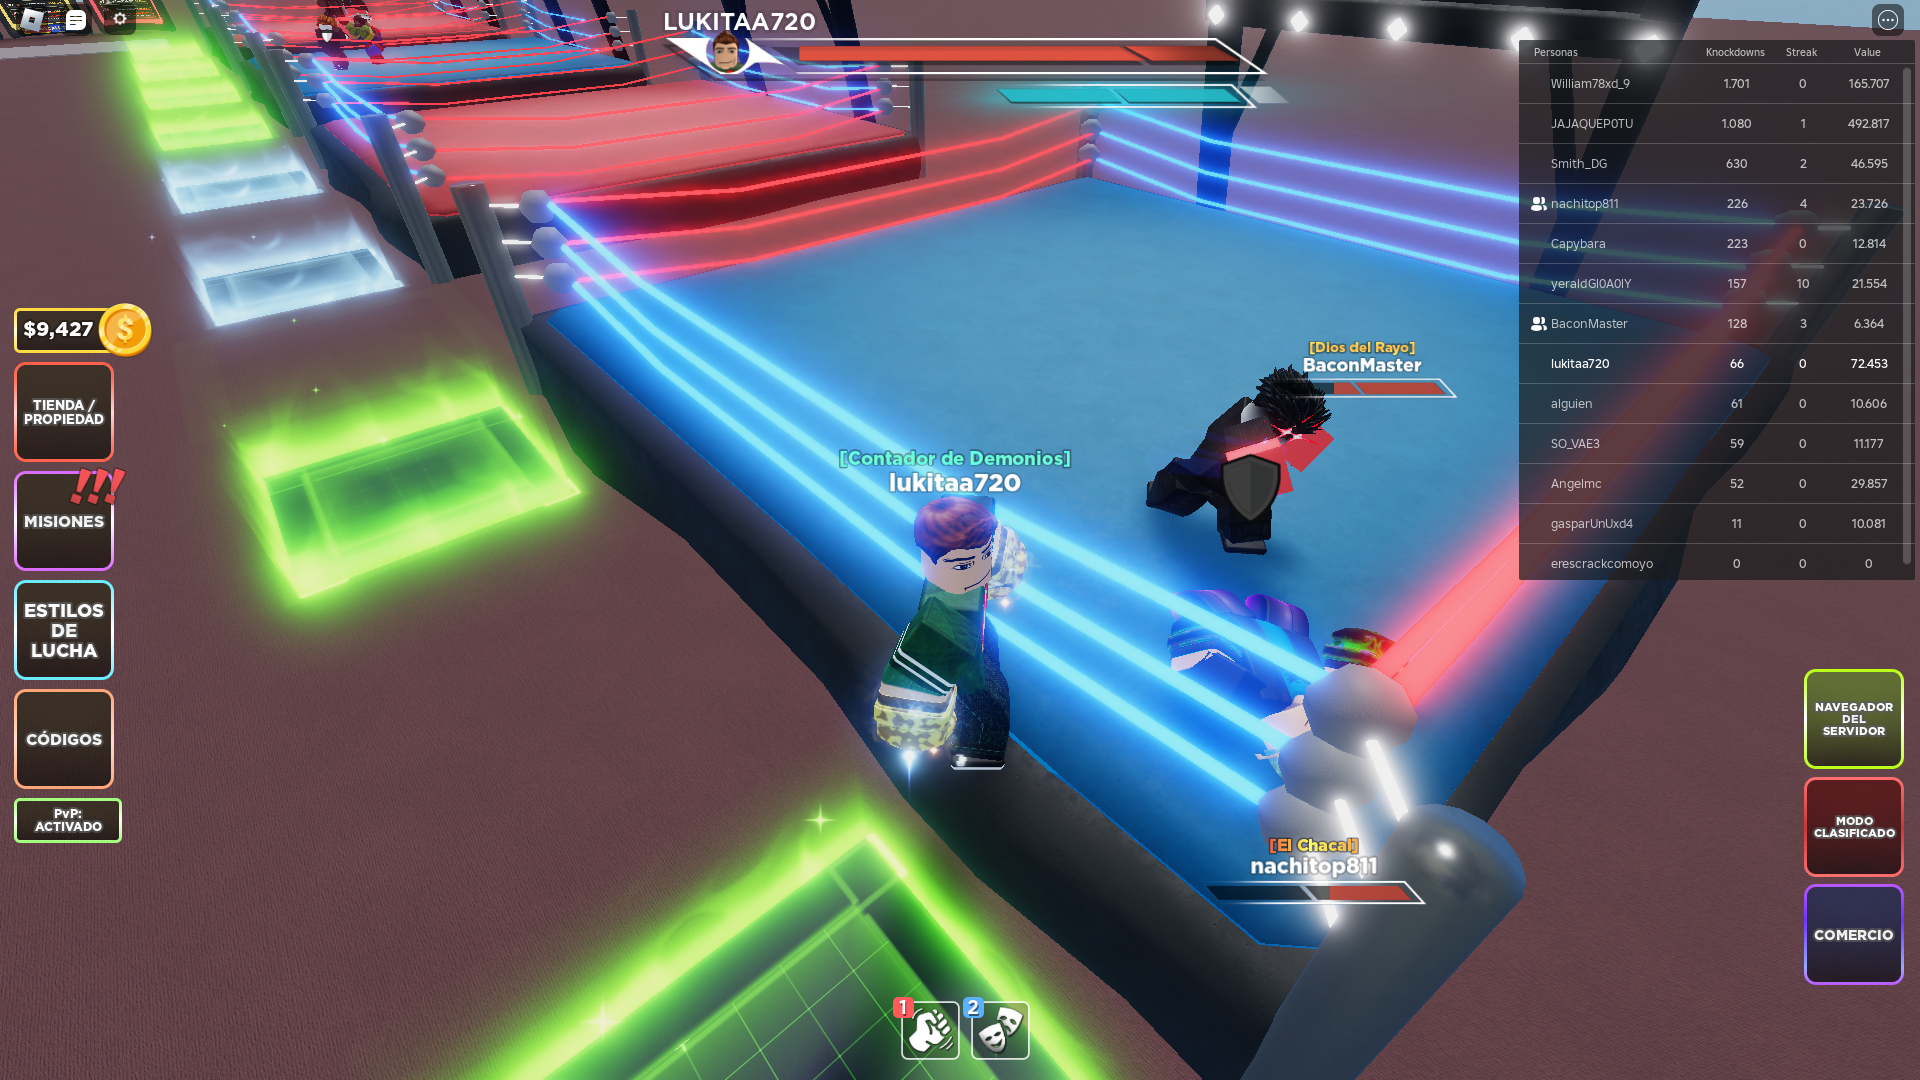 LUKITAA720
Personas Knockdowns Streak Value
William78xd_9 1.701 0 165.707
JAJAQUEP0TU 1.080 1 492.817
Smith_DG 630 2 46.595
nachitop811 226 4 23.726
Capybara 223 0 12.814
yeraldGl0A0lY 157 10 21.554
BaconMaster 128 3 6.364
lukitaa720 66 0 72.453
alguien 61 0 10.606
SO_VAE3 59 0 11.177
Angelmc 52 0 29.857
gasparUnUxd4 11 0 10.081
erescrackcomoyo 0 0 0
$9,427
$
TIENDA /
PROPIEDAD
!!!
MISIONES
ESTILOS
DE
LUCHA
CÓDIGOS
PvP:
ACTIVADO
[Dios del Rayo]
BaconMaster
[Contador de Demonios]
lukitaa720
[El Chacal]
nachitop811
NAVEGADOR
DEL
SERVIDOR
MODO
CLASIFICADO
COMERCIO
1 2